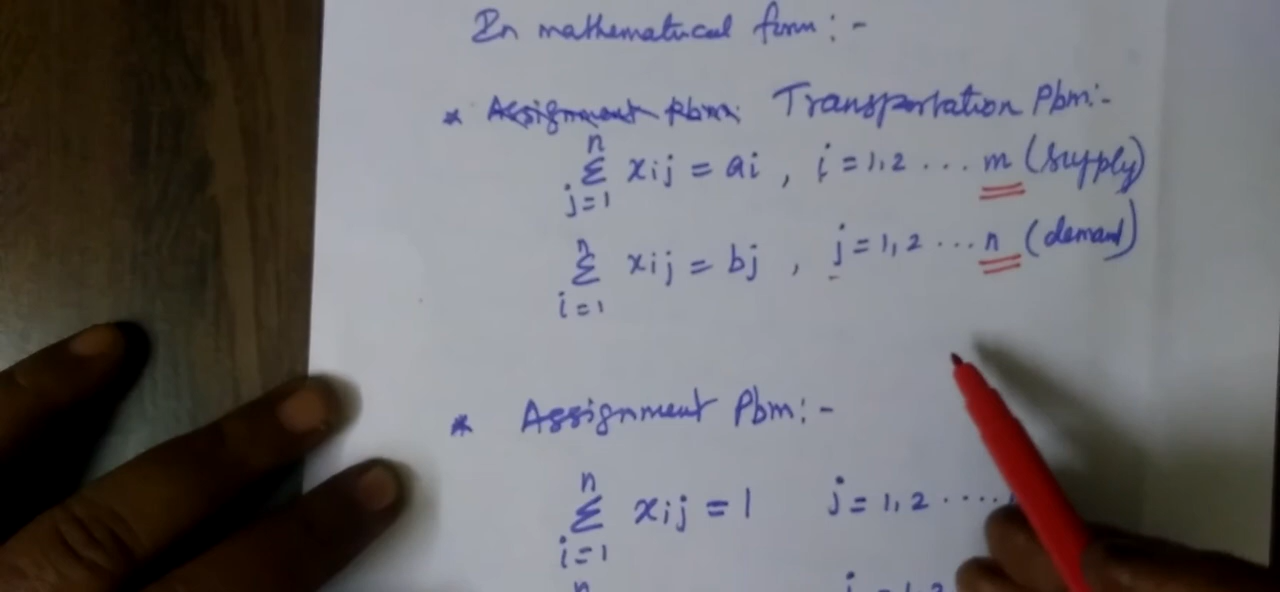 In mathematical form:-
* Assignment Pbm: Transportation Pbm:-
n
Σ xij = ai , i = 1,2 ... m (supply)
j=1
n
Σ xij = bj , j = 1,2 ... n (demand)
i=1
* Assignment Pbm:-
n
Σ xij = 1 j = 1,2 ....
i=1
n